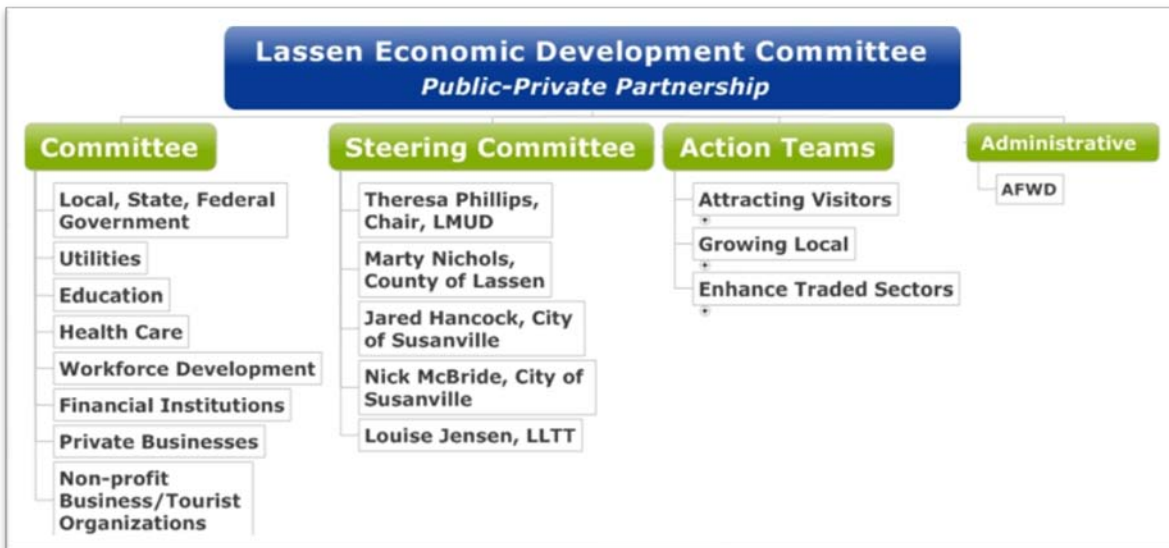 Lassen Economic Development Committee
Public-Private Partnership
Committee
Local, State, Federal
Government
Utilities
Education
Health Care
Workforce Development
Financial Institutions
Private Businesses
Non-profit
Business/Tourist
Organizations
Steering Committee
Theresa Phillips,
Chair, LMUD
Marty Nichols,
County of Lassen
Jared Hancock, City
of Susanville
Nick McBride, City of
Susanville
Louise Jensen, LLTT
Action Teams
Attracting Visitors
Growing Local
Enhance Traded Sectors
Administrative
AFWD